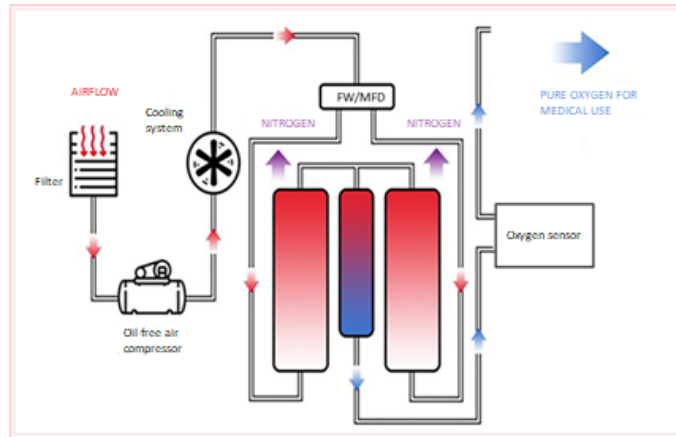 AIRFLOW
Filter
Oil free air
compressor
Cooling
system
FW/MFD
NITROGEN
NITROGEN
Oxygen sensor
PURE OXYGEN FOR
MEDICAL USE